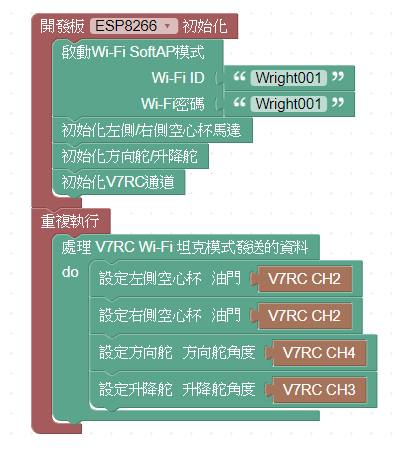 開發板 ESP8266 初始化
啟動Wi-Fi SoftAP模式
Wi-Fi ID “ Wright001 ”
Wi-Fi密碼 “ Wright001 ”
初始化左側/右側空心杯馬達
初始化方向舵/升降舵
初始化V7RC通道
重複執行
處理 V7RC Wi-Fi 坦克模式發送的資料
do 設定左側空心杯 油門 V7RC CH2
設定右側空心杯 油門 V7RC CH2
設定方向舵 方向舵角度 V7RC CH4
設定升降舵 升降舵角度 V7RC CH3